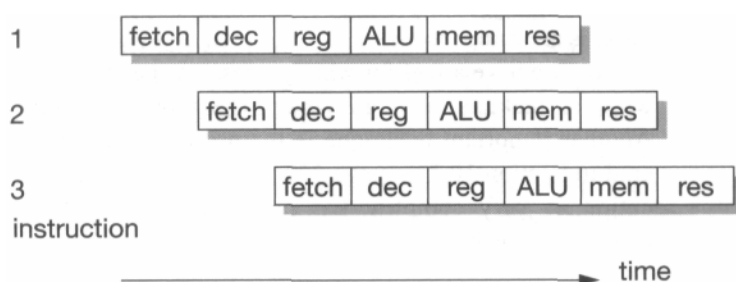 1 fetch dec reg ALU mem res
2 fetch dec reg ALU mem res
3 fetch dec reg ALU mem res
instruction
time